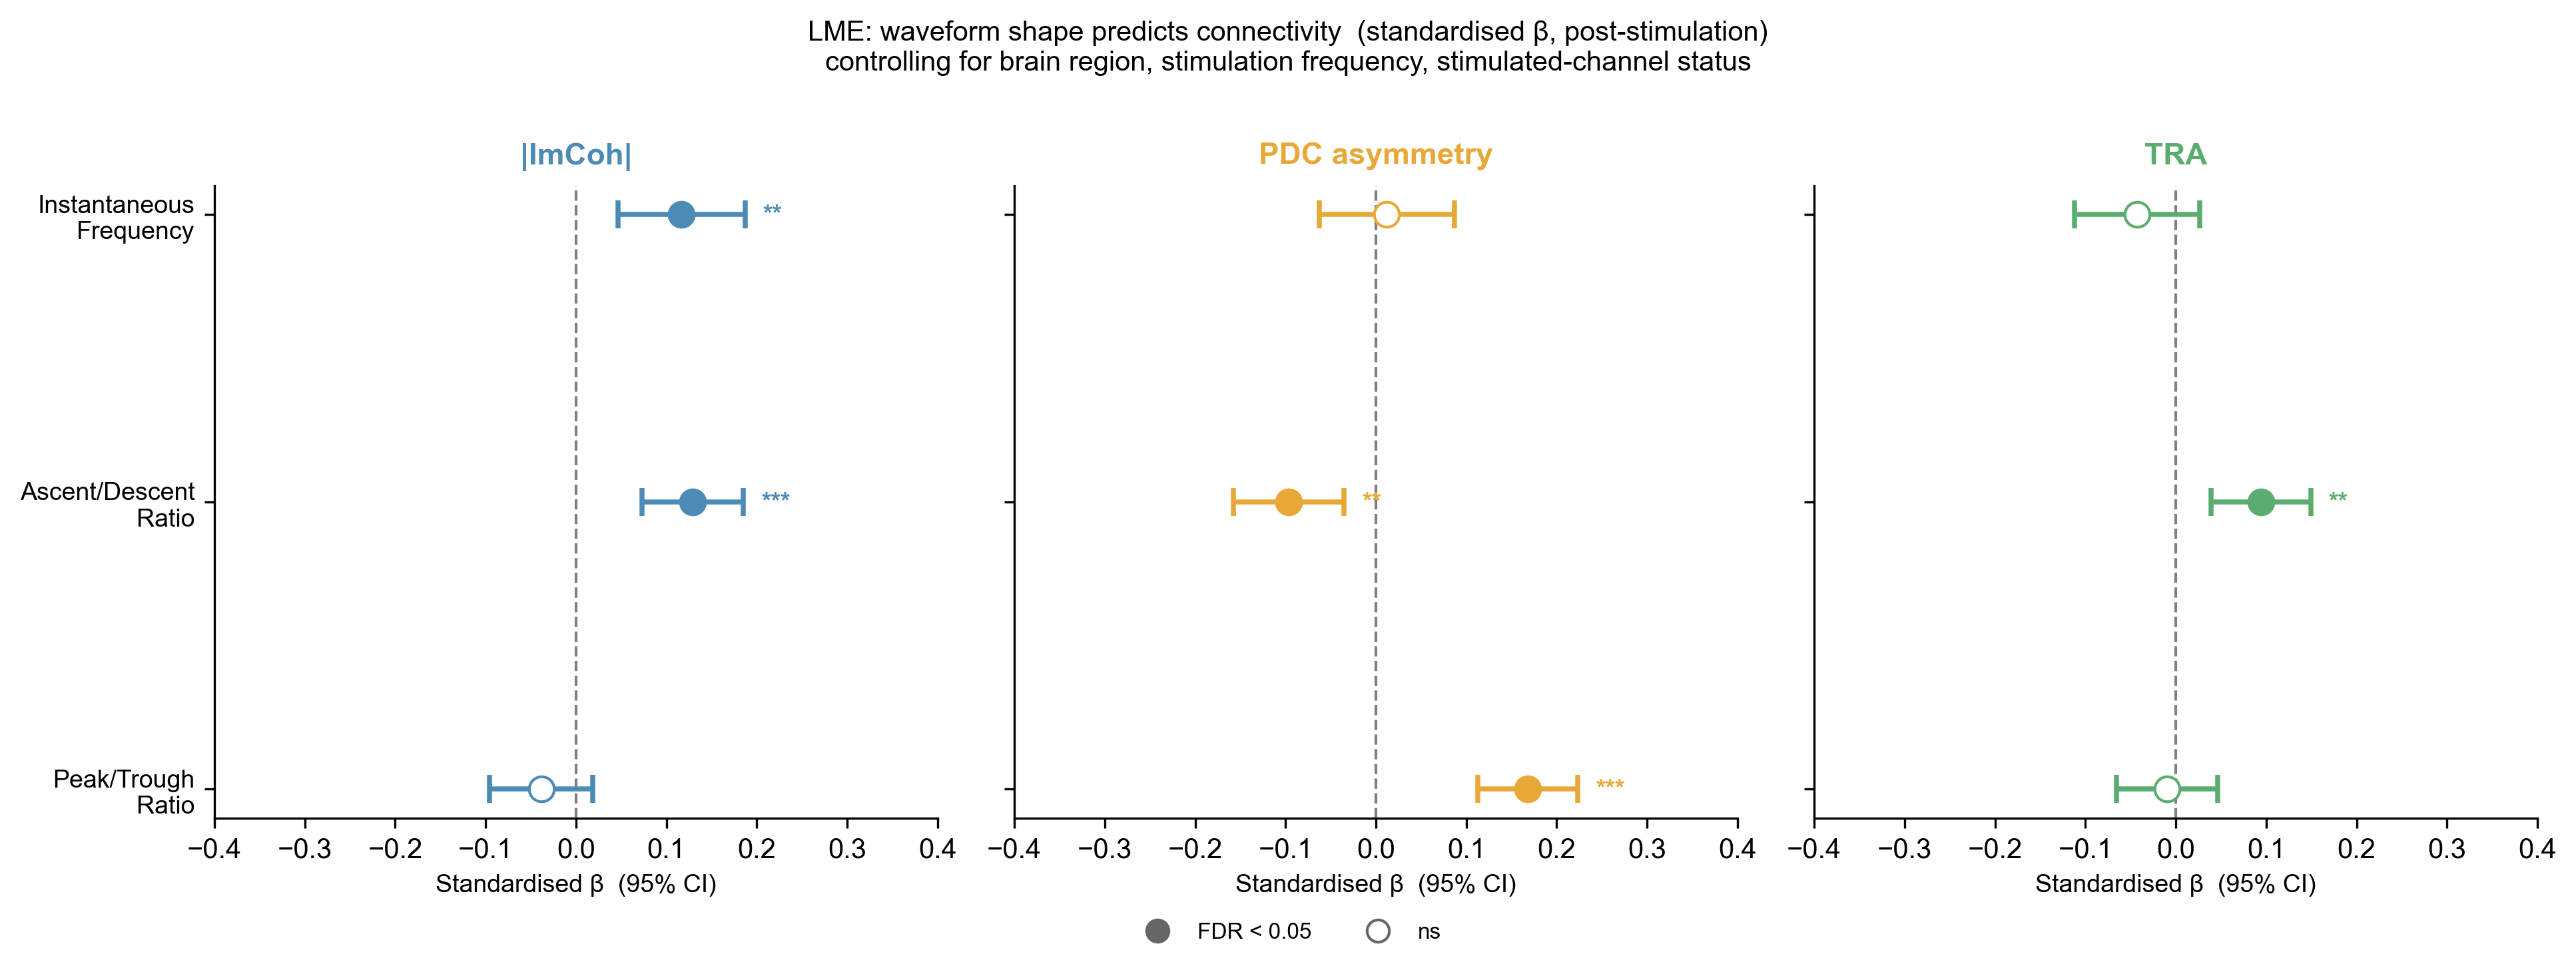 LME: waveform shape predicts connectivity  (standardised β, post-stimulation)
controlling for brain region, stimulation frequency, stimulated-channel status
|ImCoh|
PDC asymmetry
TRA
Instantaneous
Frequency
**
Ascent/Descent
Ratio
***
**
**
Peak/Trough
Ratio
***
−0.4 −0.3 −0.2 −0.1 0.0 0.1 0.2 0.3 0.4
−0.4 −0.3 −0.2 −0.1 0.0 0.1 0.2 0.3 0.4
−0.4 −0.3 −0.2 −0.1 0.0 0.1 0.2 0.3 0.4
Standardised β  (95% CI)
Standardised β  (95% CI)
Standardised β  (95% CI)
FDR < 0.05
ns